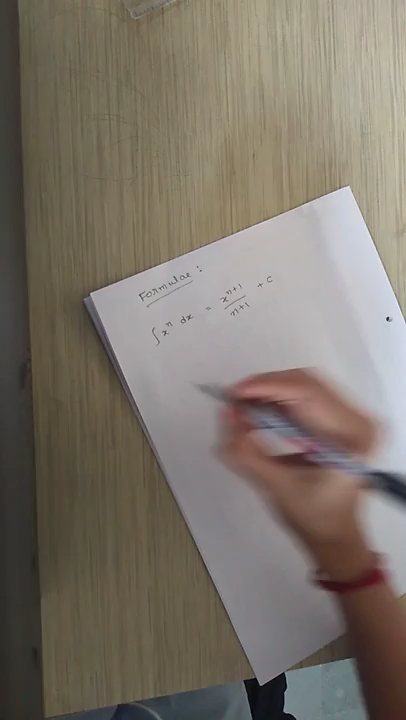 Formulae :
∫ xⁿ dx = xⁿ⁺¹/n+1 + C